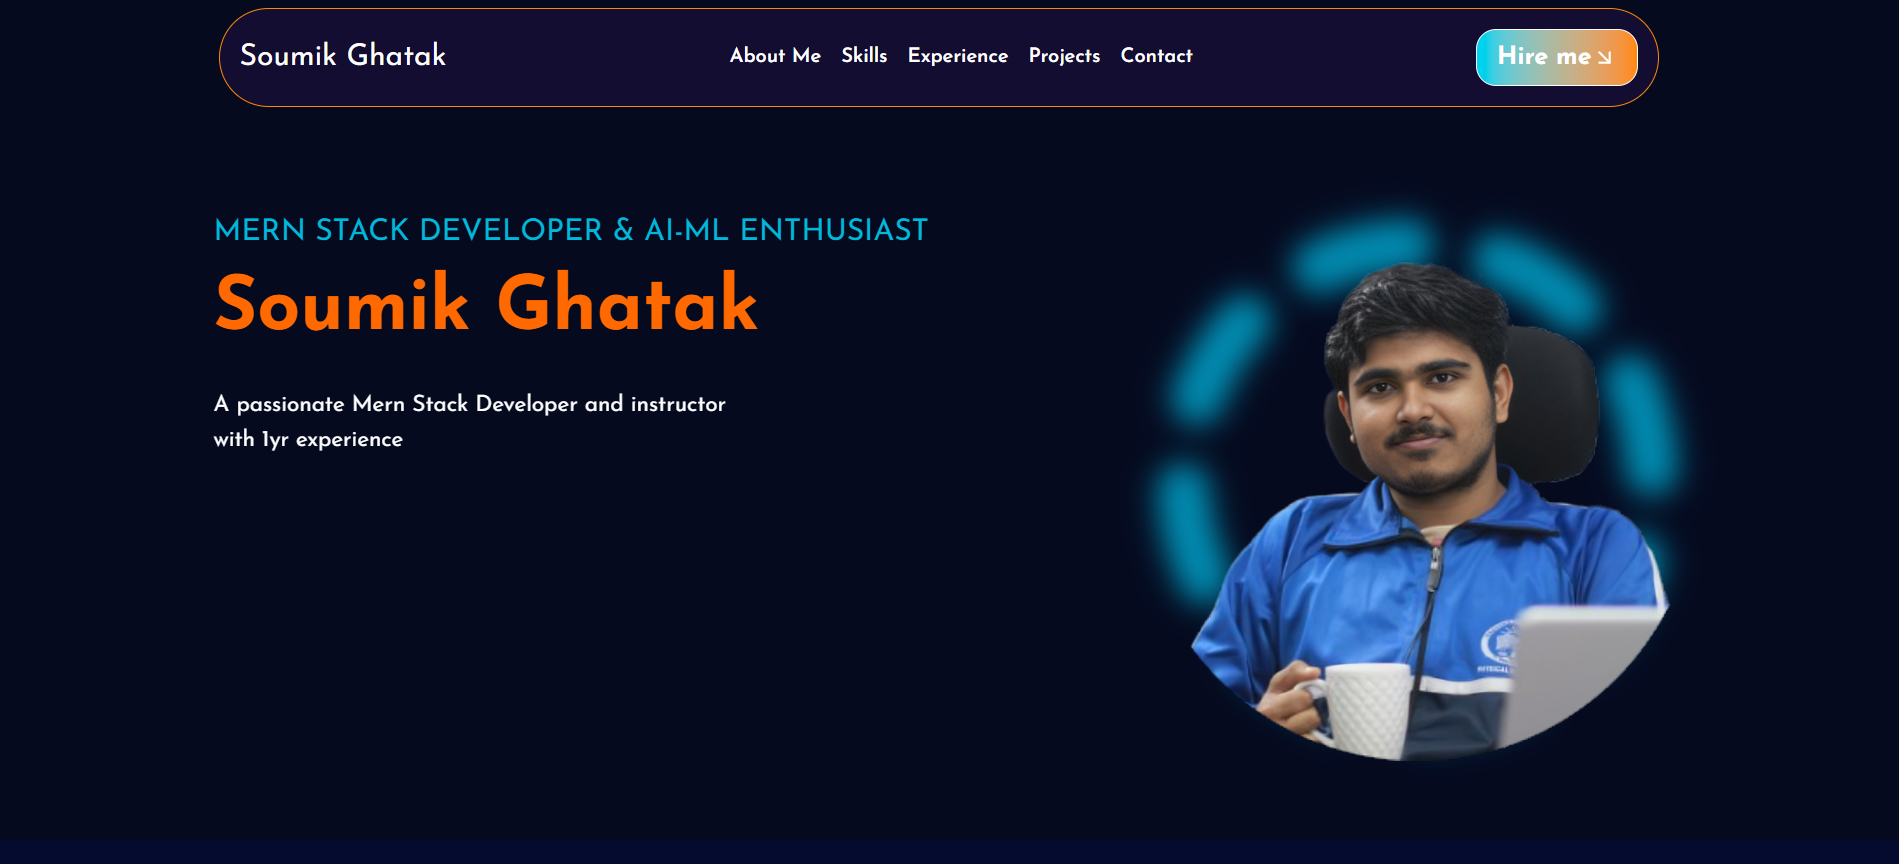 Soumik Ghatak
About Me Skills Experience Projects Contact
Hire me
MERN STACK DEVELOPER & AI-ML ENTHUSIAST
Soumik Ghatak
A passionate Mern Stack Developer and instructor
with 1yr experience